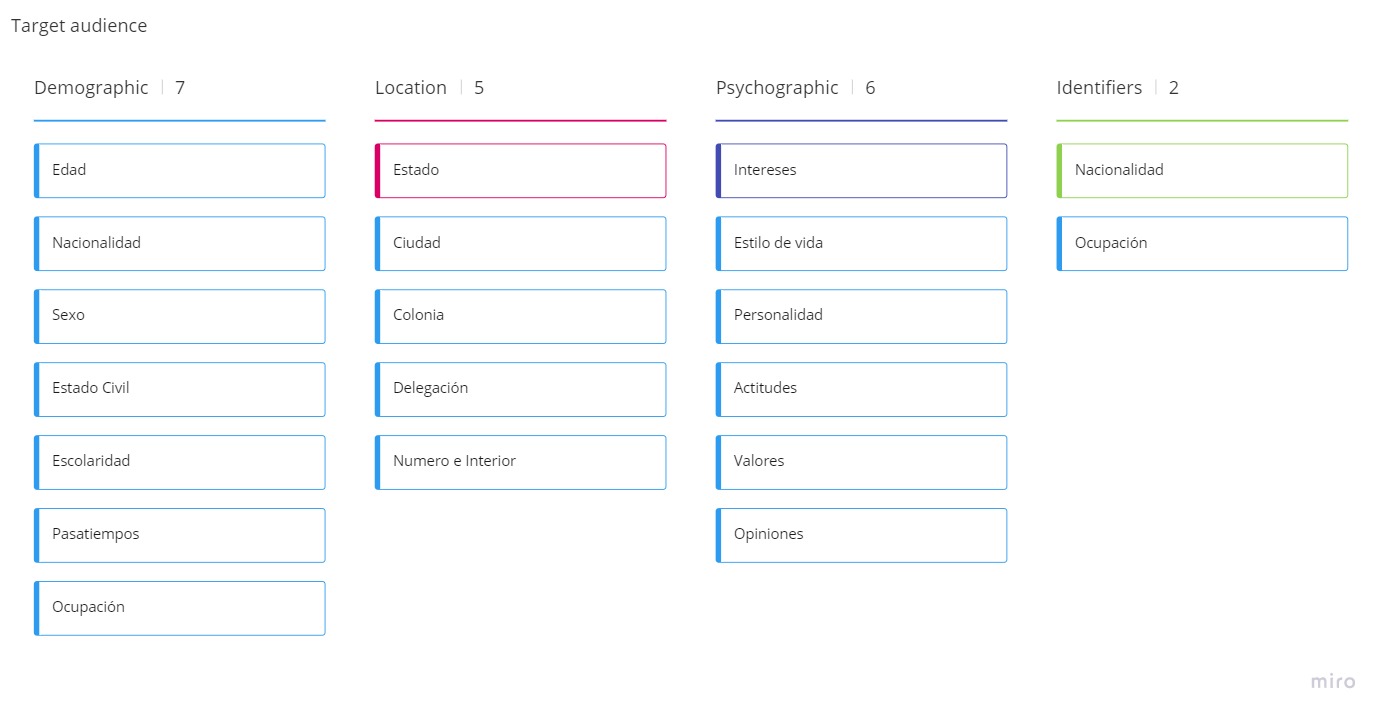 Target audience
Demographic | 7
Edad
Nacionalidad
Sexo
Estado Civil
Escolaridad
Pasatiempos
Ocupación
Location | 5
Estado
Ciudad
Colonia
Delegación
Numero e Interior
Psychographic | 6
Intereses
Estilo de vida
Personalidad
Actitudes
Valores
Opiniones
Identifiers | 2
Nacionalidad
Ocupación
miro